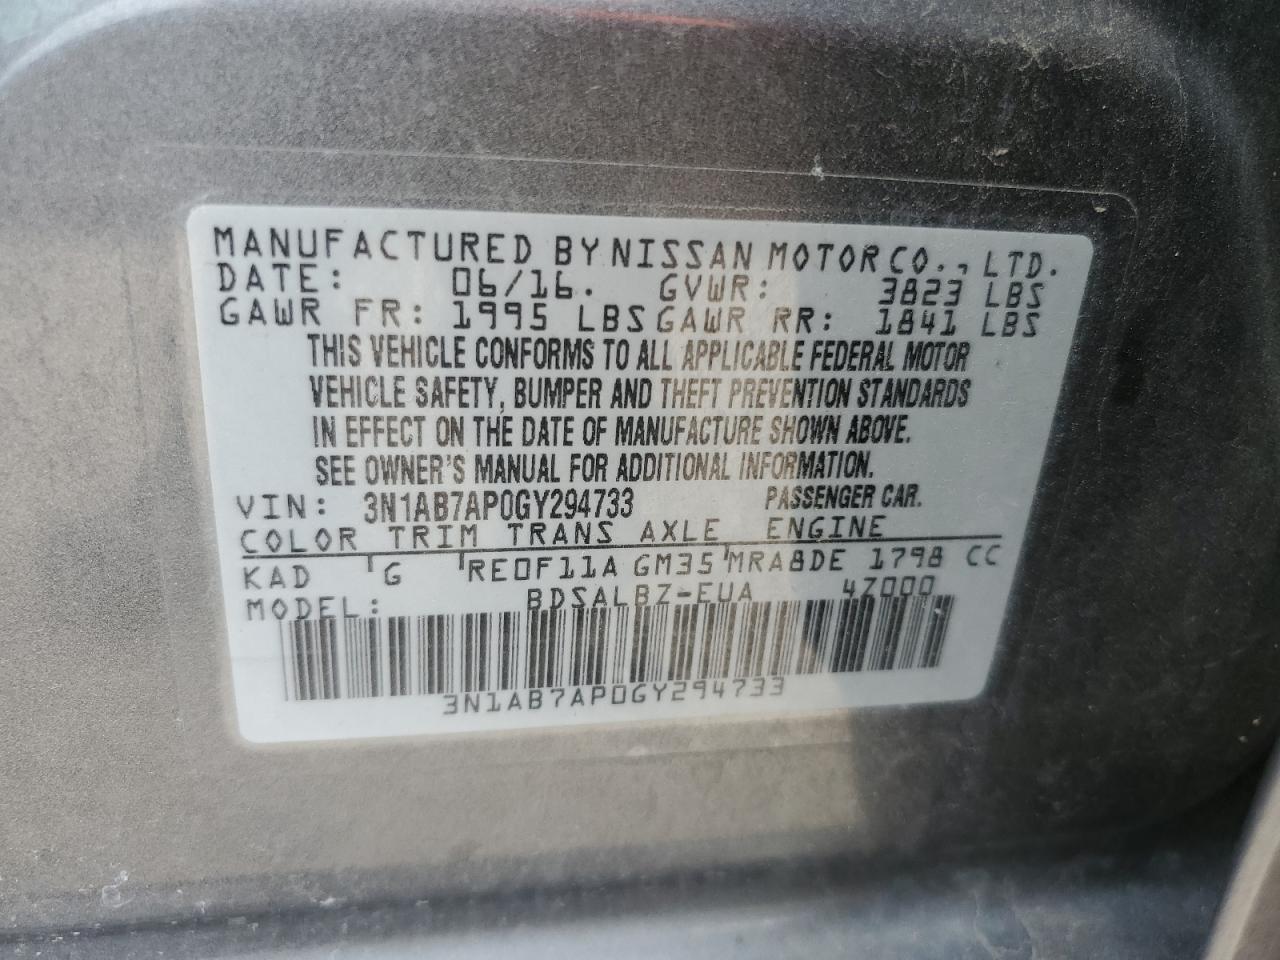 MANUFACTURED BY NISSAN MOTOR CO., LTD.
DATE: 06/16. GVWR: 3823 LBS
GAWR FR: 1995 LBS GAWR RR: 1841 LBS
THIS VEHICLE CONFORMS TO ALL APPLICABLE FEDERAL MOTOR
VEHICLE SAFETY, BUMPER AND THEFT PREVENTION STANDARDS
IN EFFECT ON THE DATE OF MANUFACTURE SHOWN ABOVE.
SEE OWNER'S MANUAL FOR ADDITIONAL INFORMATION.
VIN: 3N1AB7AP0GY294733 PASSENGER CAR.
COLOR TRIM TRANS AXLE ENGINE
KAD G RE0F11A GM35 MRA8DE 1798 CC
MODEL: BDSALBZ-EUA 4Z000
3N1AB7AP0GY294733